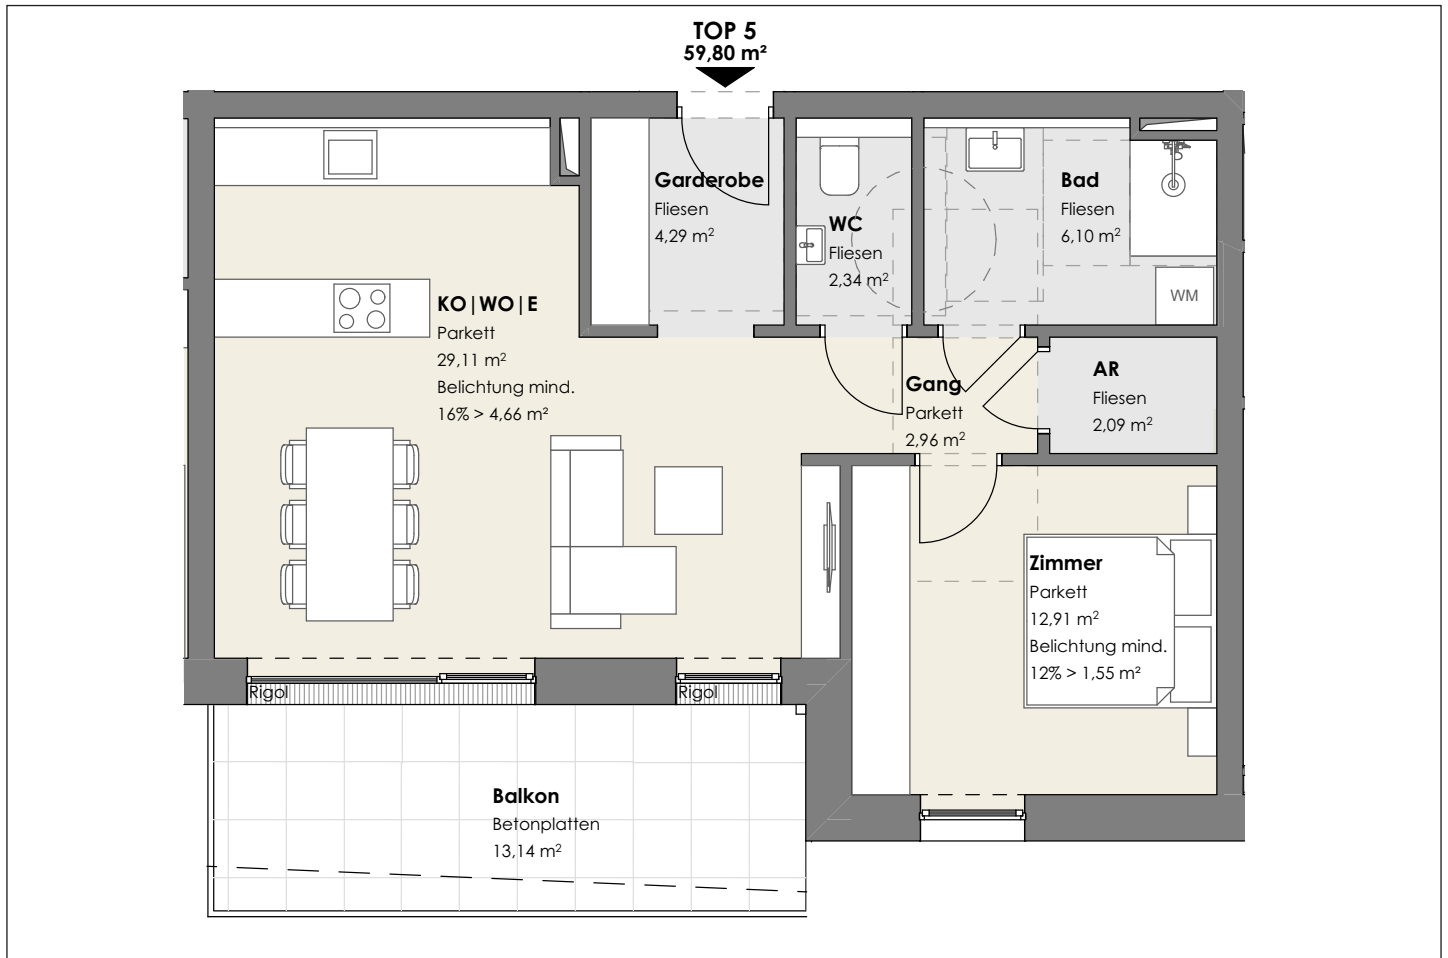 TOP 5
59,80 m²
Garderobe
Fliesen
4,29 m²
WC
Fliesen
2,34 m²
Bad
Fliesen
6,10 m²
WM
KO|WO|E
Parkett
29,11 m²
Belichtung mind.
16% > 4,66 m²
Gang
Parkett
2,96 m²
AR
Fliesen
2,09 m²
Zimmer
Parkett
12,91 m²
Belichtung mind.
12% > 1,55 m²
Rigol
Rigol
Balkon
Betonplatten
13,14 m²